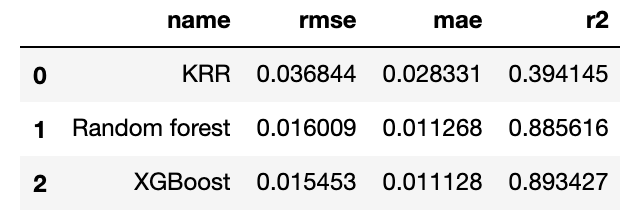 name rmse mae r2
0 KRR 0.036844 0.028331 0.394145
1 Random forest 0.016009 0.011268 0.885616
2 XGBoost 0.015453 0.011128 0.893427